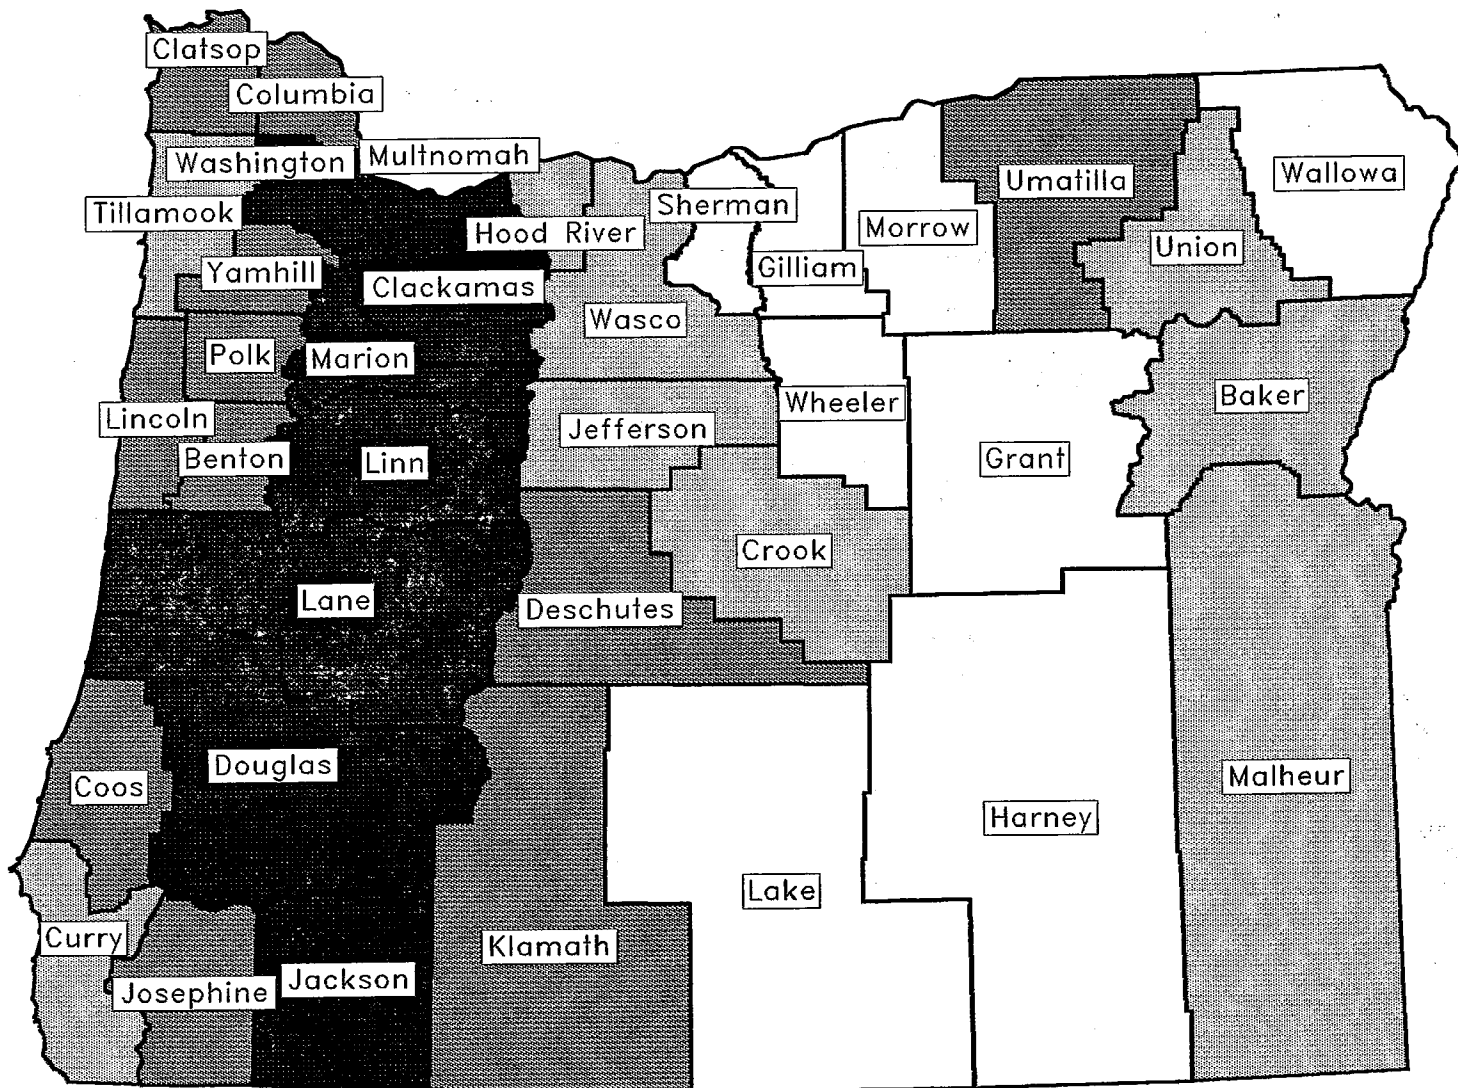 Clatsop
Columbia
Washington
Multnomah
Tillamook
Hood River
Sherman
Umatilla
Wallowa
Yamhill
Clackamas
Gilliam
Morrow
Union
Wasco
Polk
Marion
Lincoln
Benton
Linn
Jefferson
Wheeler
Grant
Baker
Lane
Deschutes
Crook
Coos
Douglas
Malheur
Harney
Lake
Curry
Klamath
Josephine
Jackson